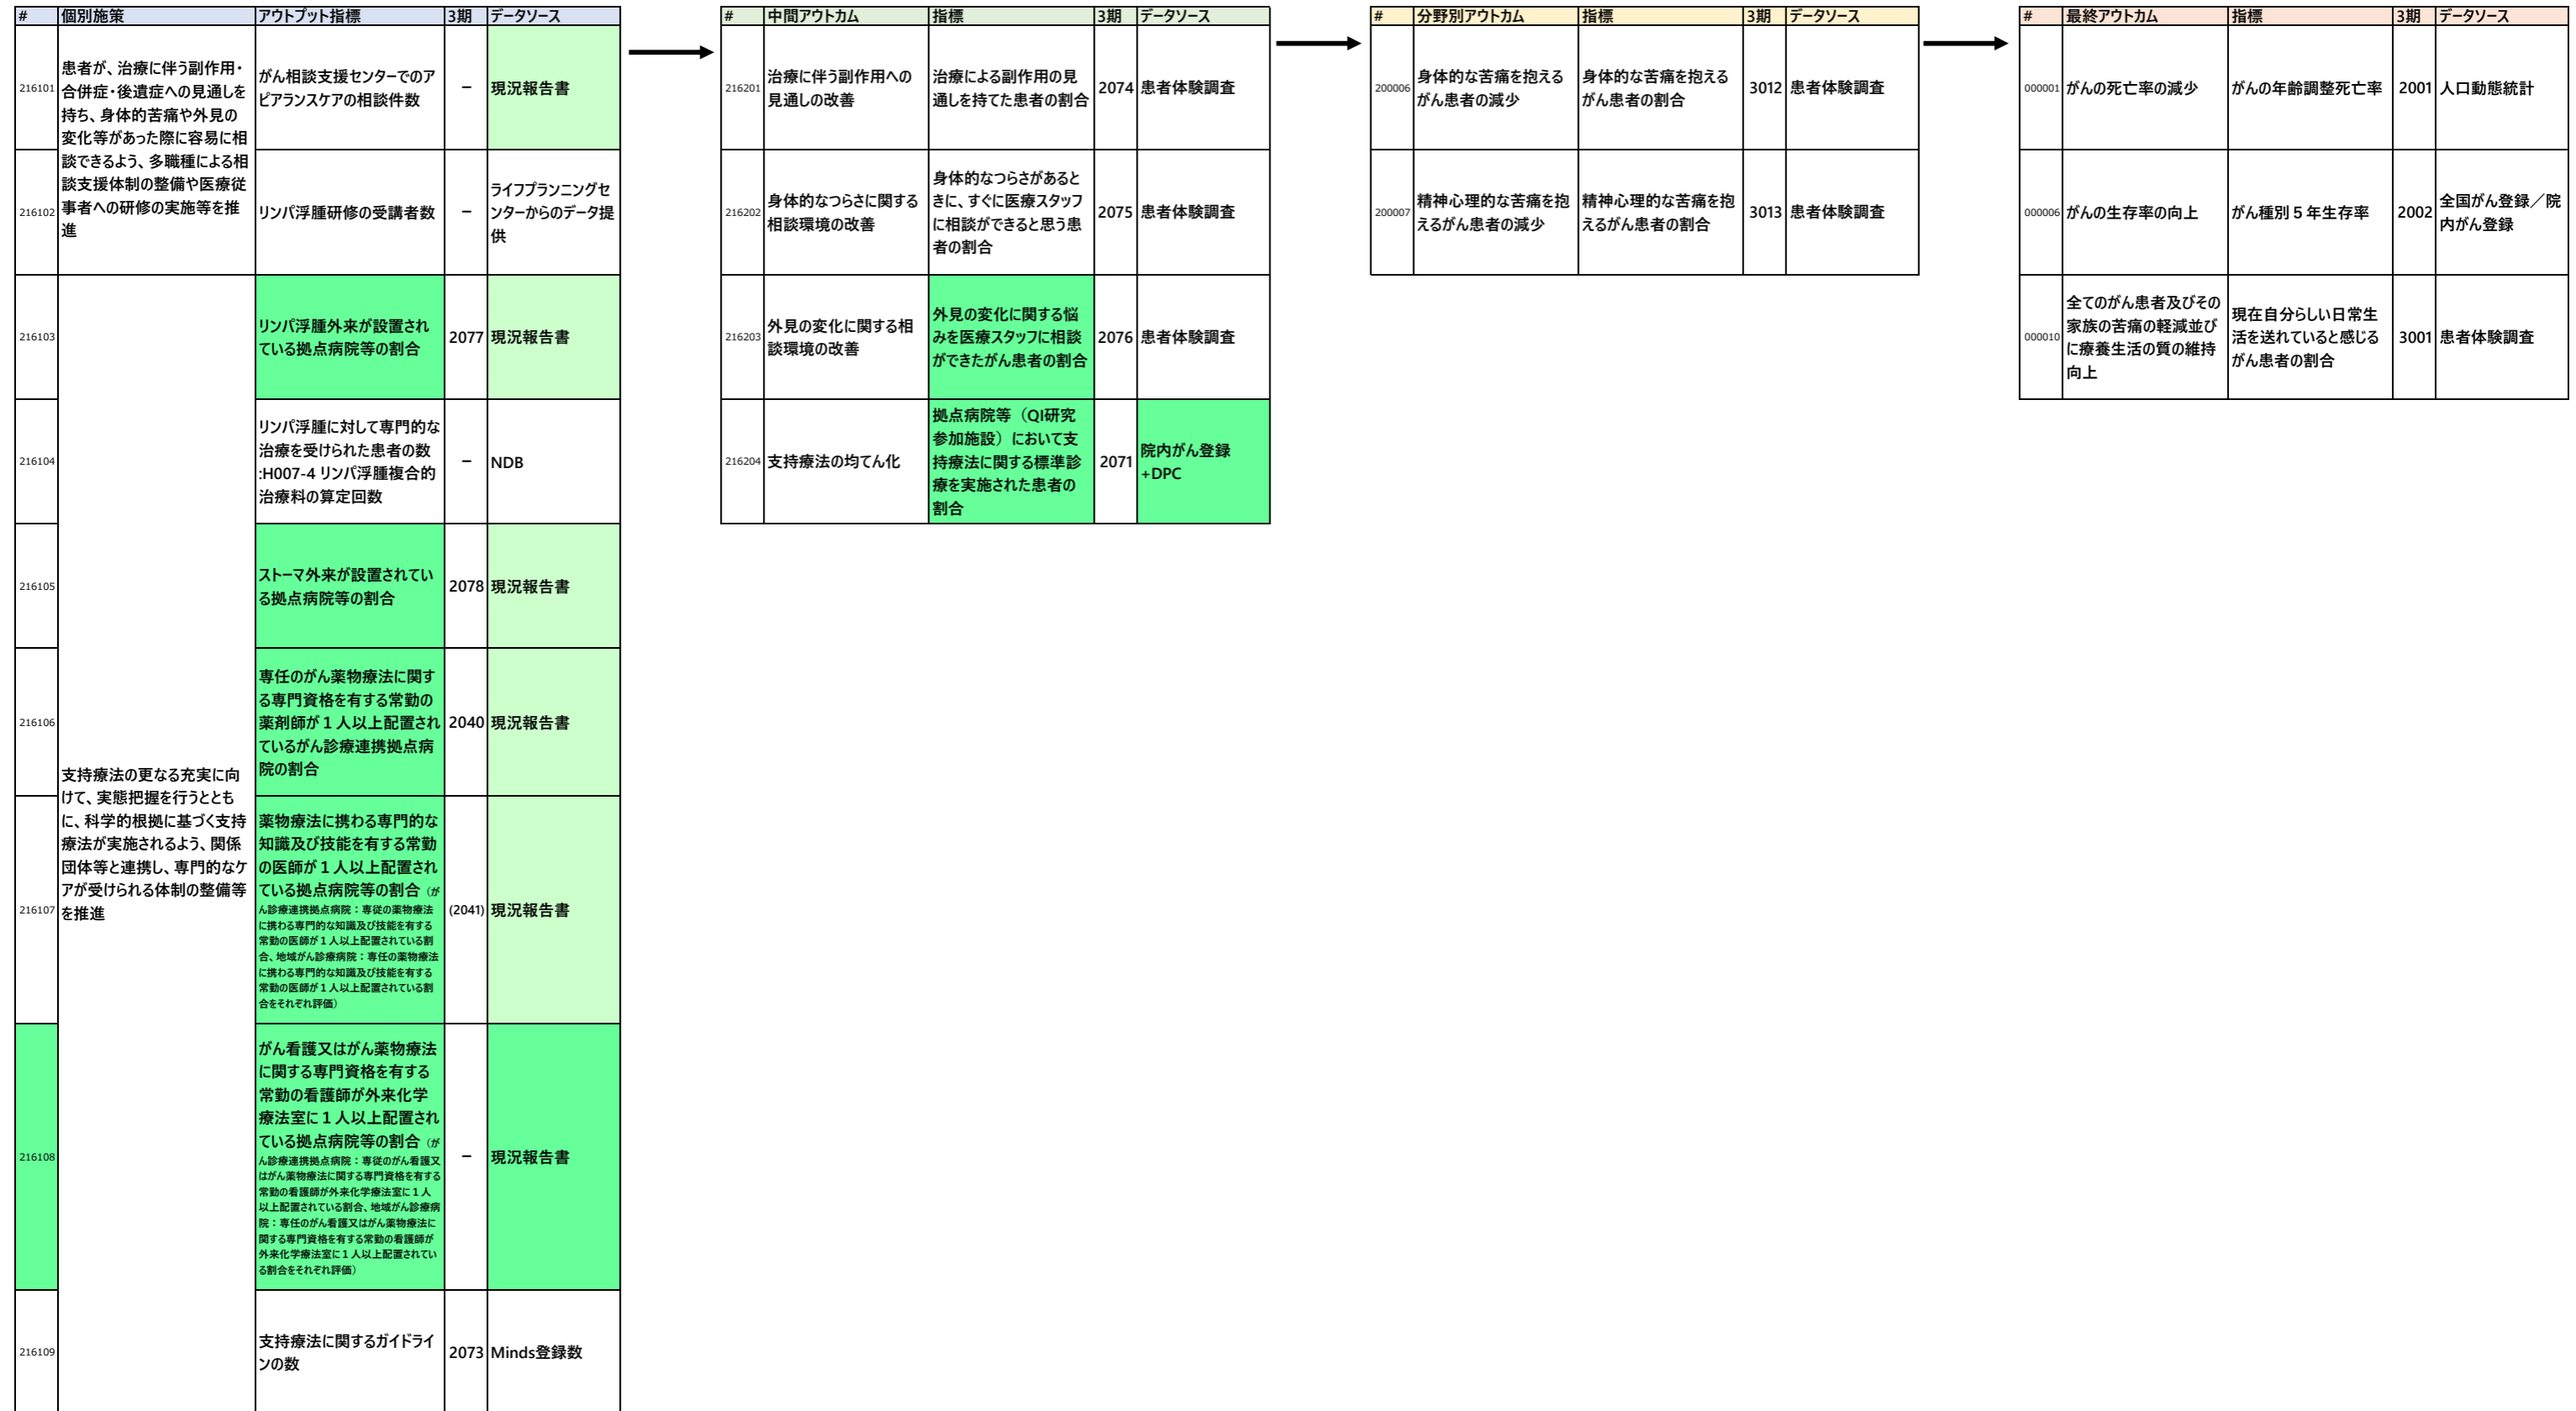 # 個別施策 アウトプット指標 3期 データソース
216101
患者が、治療に伴う副作用・
合併症・後遺症への見通しを
持ち、身体的苦痛や外見の
変化等があった際に容易に相
談できるよう、多職種による相
談支援体制の整備や医療従
事者への研修の実施等を推
進
がん相談支援センターでのア
ピアランスケアの相談件数
－
現況報告書
216102
リンパ浮腫研修の受講者数
－
ライフプランニングセ
ンターからのデータ提
供
216103
支持療法の更なる充実に向
けて、実態把握を行うととも
に、科学的根拠に基づく支持
療法が実施されるよう、関係
団体等と連携し、専門的なケ
アが受けられる体制の整備等
を推進
リンパ浮腫外来が設置され
ている拠点病院等の割合
2077
現況報告書
216104
リンパ浮腫に対して専門的な
治療を受けられた患者の数
:H007-4 リンパ浮腫複合的
治療料の算定回数
－
NDB
216105
ストーマ外来が設置されてい
る拠点病院等の割合
2078
現況報告書
216106
専任のがん薬物療法に関す
る専門資格を有する常勤の
薬剤師が１人以上配置され
ているがん診療連携拠点病
院の割合
2040
現況報告書
216107
薬物療法に携わる専門的な
知識及び技能を有する常勤
の医師が１人以上配置され
ている拠点病院等の割合（が
ん診療連携拠点病院：専従の薬物療法
に携わる専門的な知識及び技能を有する
常勤の医師が１人以上配置されている割
合、地域がん診療病院：専任の薬物療法
に携わる専門的な知識及び技能を有する
常勤の医師が１人以上配置されている割
合をそれぞれ評価）
(2041)
現況報告書
216108
がん看護又はがん薬物療法
に関する専門資格を有する
常勤の看護師が外来化学
療法室に１人以上配置され
ている拠点病院等の割合（が
ん診療連携拠点病院：専従のがん看護又
はがん薬物療法に関する専門資格を有する
常勤の看護師が外来化学療法室に１人
以上配置されている割合、地域がん診療病
院：専任のがん看護又はがん薬物療法に
関する専門資格を有する常勤の看護師が
外来化学療法室に１人以上配置されてい
る割合をそれぞれ評価）
－
現況報告書
216109
支持療法に関するガイドライ
ンの数
2073
Minds登録数
# 中間アウトカム 指標 3期 データソース
216201
治療に伴う副作用への
見通しの改善
治療による副作用の見
通しを持てた患者の割合
2074
患者体験調査
216202
身体的なつらさに関する
相談環境の改善
身体的なつらさがあると
きに、すぐに医療スタッフ
に相談ができると思う患
者の割合
2075
患者体験調査
216203
外見の変化に関する相
談環境の改善
外見の変化に関する悩
みを医療スタッフに相談
ができたがん患者の割合
2076
患者体験調査
216204
支持療法の均てん化
拠点病院等（QI研究
参加施設）において支
持療法に関する標準診
療を実施された患者の
割合
2071
院内がん登録
+DPC
# 分野別アウトカム 指標 3期 データソース
200006
身体的な苦痛を抱える
がん患者の減少
身体的な苦痛を抱える
がん患者の割合
3012
患者体験調査
200007
精神心理的な苦痛を抱
えるがん患者の減少
精神心理的な苦痛を抱
えるがん患者の割合
3013
患者体験調査
# 最終アウトカム 指標 3期 データソース
000001
がんの死亡率の減少
がんの年齢調整死亡率
2001
人口動態統計
000006
がんの生存率の向上
がん種別５年生存率
2002
全国がん登録／院
内がん登録
000010
全てのがん患者及びその
家族の苦痛の軽減並び
に療養生活の質の維持
向上
現在自分らしい日常生
活を送れていると感じる
がん患者の割合
3001
患者体験調査